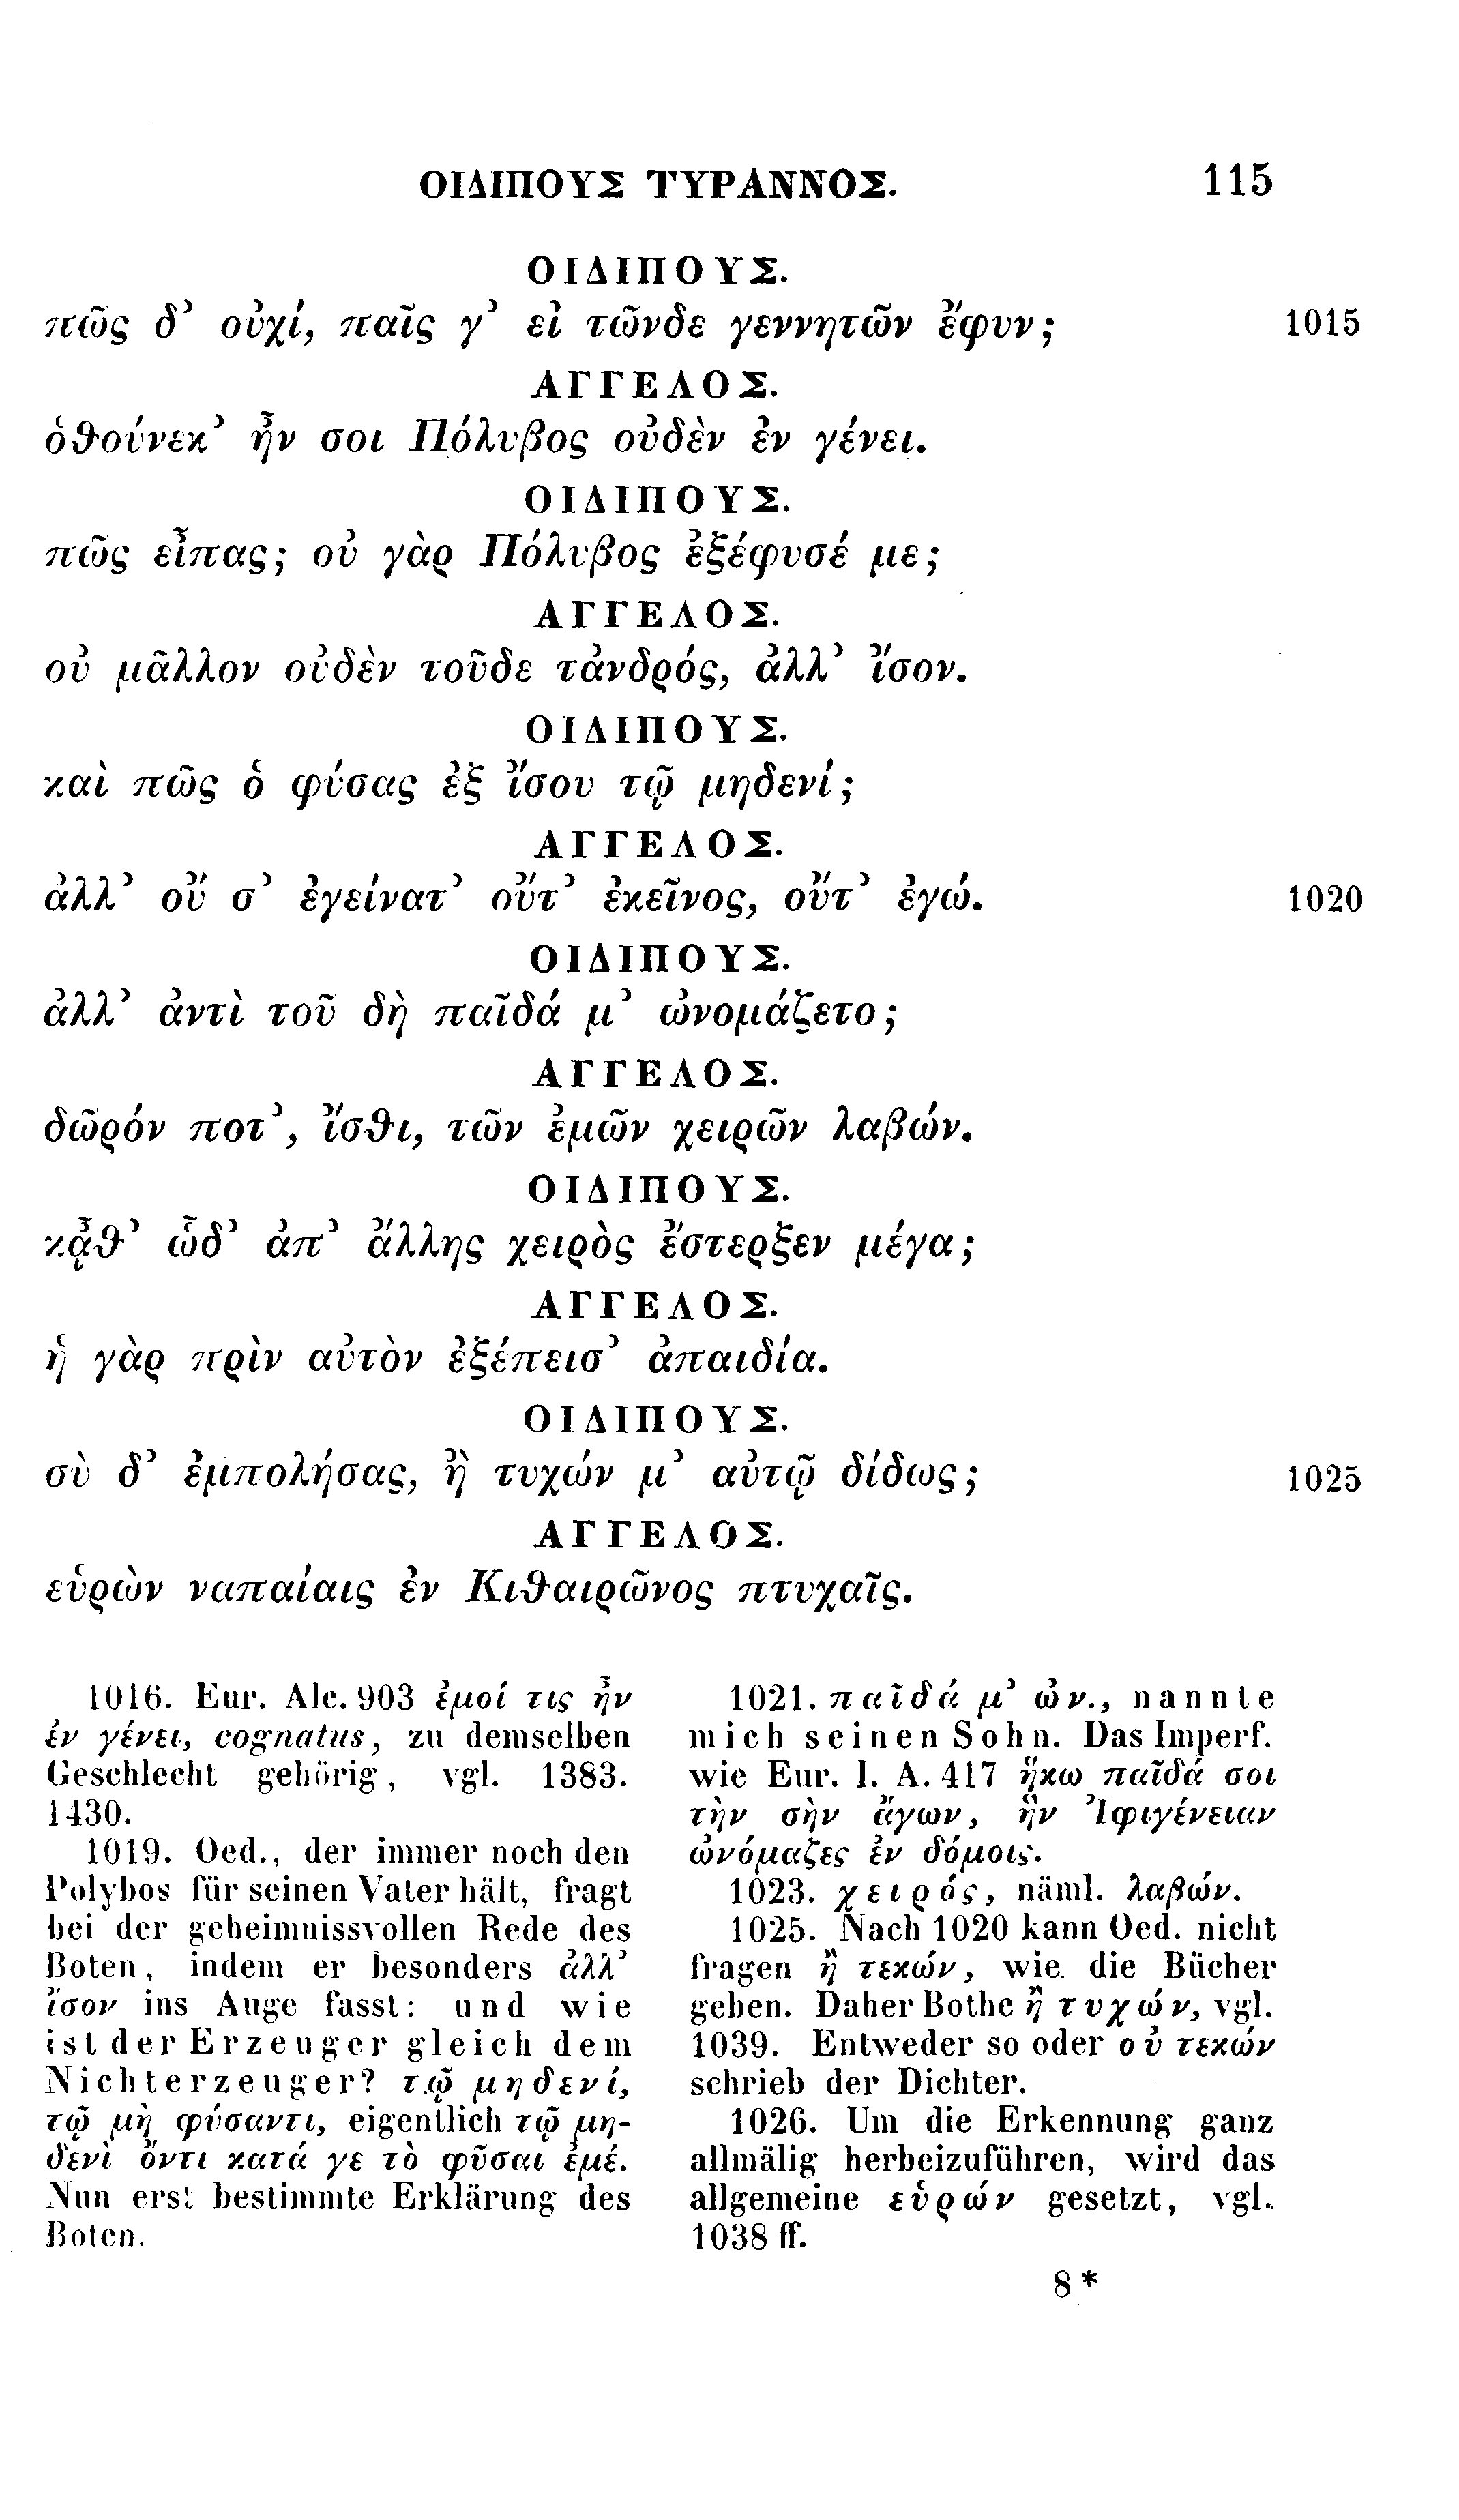 ΟΙΔΙΠΟΥΣ ΤΥΡΑΝΝΟΣ. 115
ΟΙΔΙΠΟΥΣ.
πῶς δ’ οὐχί, παῖς γ’ εἰ τῶνδε γεννητῶν ἔφυν; 1015
ΑΓΓΕΛΟΣ.
ὁθούνεκ’ ἦν σοι Πόλυβος οὐδὲν ἐν γένει.
ΟΙΔΙΠΟΥΣ.
πῶς εἶπας; οὐ γὰρ Πόλυβος ἐξέφυσέ με;
ΑΓΓΕΛΟΣ.
οὐ μᾶλλον οὐδὲν τοῦδε τἀνδρός, ἀλλ’ ἴσον.
ΟΙΔΙΠΟΥΣ.
καὶ πῶς ὁ φύσας ἐξ ἴσου τῷ μηδενί;
ΑΓΓΕΛΟΣ.
ἀλλ’ οὔ σ’ ἐγείνατ’ οὔτ’ ἐκεῖνος, οὔτ’ ἐγώ. 1020
ΟΙΔΙΠΟΥΣ.
ἀλλ’ ἀντὶ τοῦ δὴ παῖδά μ’ ὠνομάζετο;
ΑΓΓΕΛΟΣ.
δῶρόν ποτ’, ἴσθι, τῶν ἐμῶν χειρῶν λαβών.
ΟΙΔΙΠΟΥΣ.
κᾆθ’ ὧδ’ ἀπ’ ἄλλης χειρὸς ἔστερξεν μέγα;
ΑΓΓΕΛΟΣ.
ἡ γὰρ πρὶν αὐτὸν ἐξέπεισ’ ἀπαιδία.
ΟΙΔΙΠΟΥΣ.
σὺ δ’ ἐμπολήσας, ἢ τυχών μ’ αὐτῷ δίδως; 1025
ΑΓΓΕΛΟΣ.
εὑρὼν ναπαίαις ἐν Κιθαιρῶνος πτυχαῖς.
1016. Eur. Alc. 903 ἐμοί τις ἦν
ἐν γένει, cognatus, zu demselben
Geschlecht gehörig, vgl. 1383.
1430.
1019. Oed., der immer noch den
Polybos für seinen Vater hält, fragt
bei der geheimnissvollen Rede des
Boten, indem er besonders ἀλλ’
ἴσον ins Auge fasst: und wie
ist der Erzeuger gleich dem
Nichterzeuger? τῷ μηδενί,
τῷ μὴ φύσαντι, eigentlich τῷ μη-
δενὶ ὄντι κατά γε τὸ φῦσαι ἐμέ.
Nun erst bestimmte Erklärung des
Boten.
1021. παῖδά μ’ ὠν., nannte
mich seinen Sohn. Das Imperf.
wie Eur. I. A. 417 ἥκω παῖδά σοι
τὴν σὴν ἄγων, ἣν Ἰφιγένειαν
ὠνόμαζες ἐν δόμοις.
1023. χειρός, näml. λαβών.
1025. Nach 1020 kann Oed. nicht
fragen ἢ τεκών, wie die Bücher
geben. Daher Bothe ἢ τυχών, vgl.
1039. Entweder so oder οὐ τεκών
schrieb der Dichter.
1026. Um die Erkennung ganz
allmälig herbeizuführen, wird das
allgemeine εὑρών gesetzt, vgl.
1038 ff.
8*